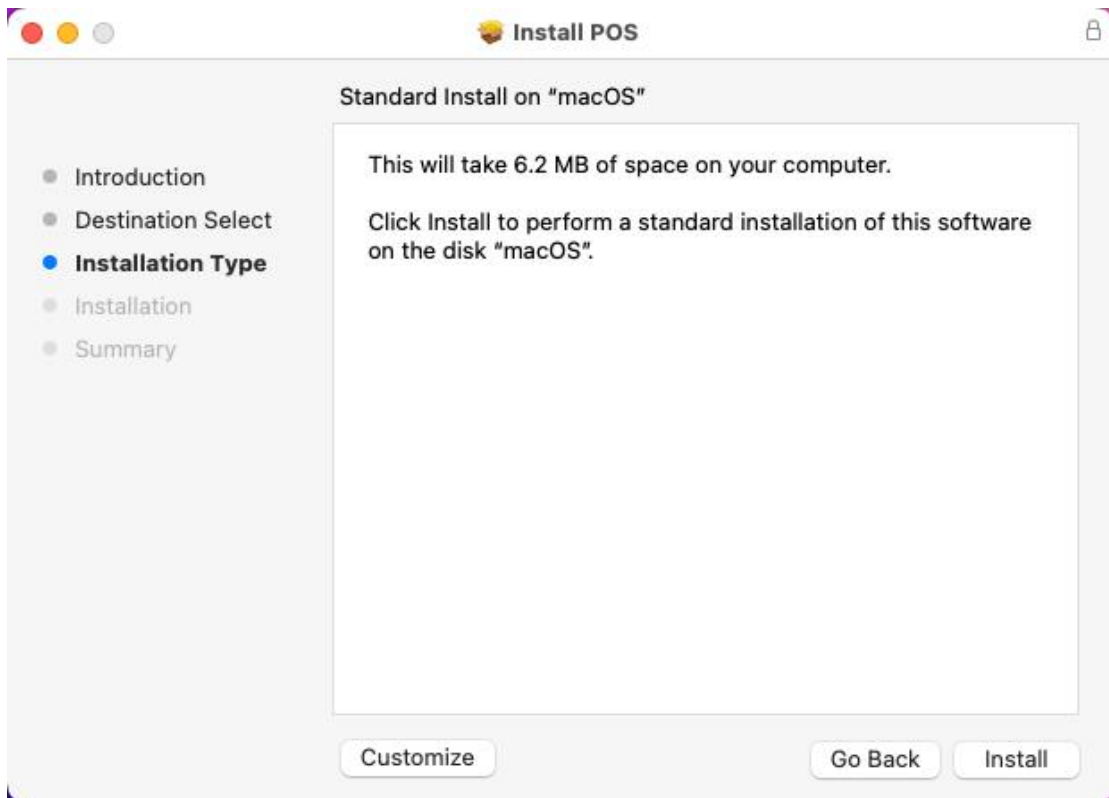 Install POS
Standard Install on “macOS”
Introduction
Destination Select
Installation Type
Installation
Summary
This will take 6.2 MB of space on your computer.
Click Install to perform a standard installation of this software
on the disk “macOS”.
Customize
Go Back
Install